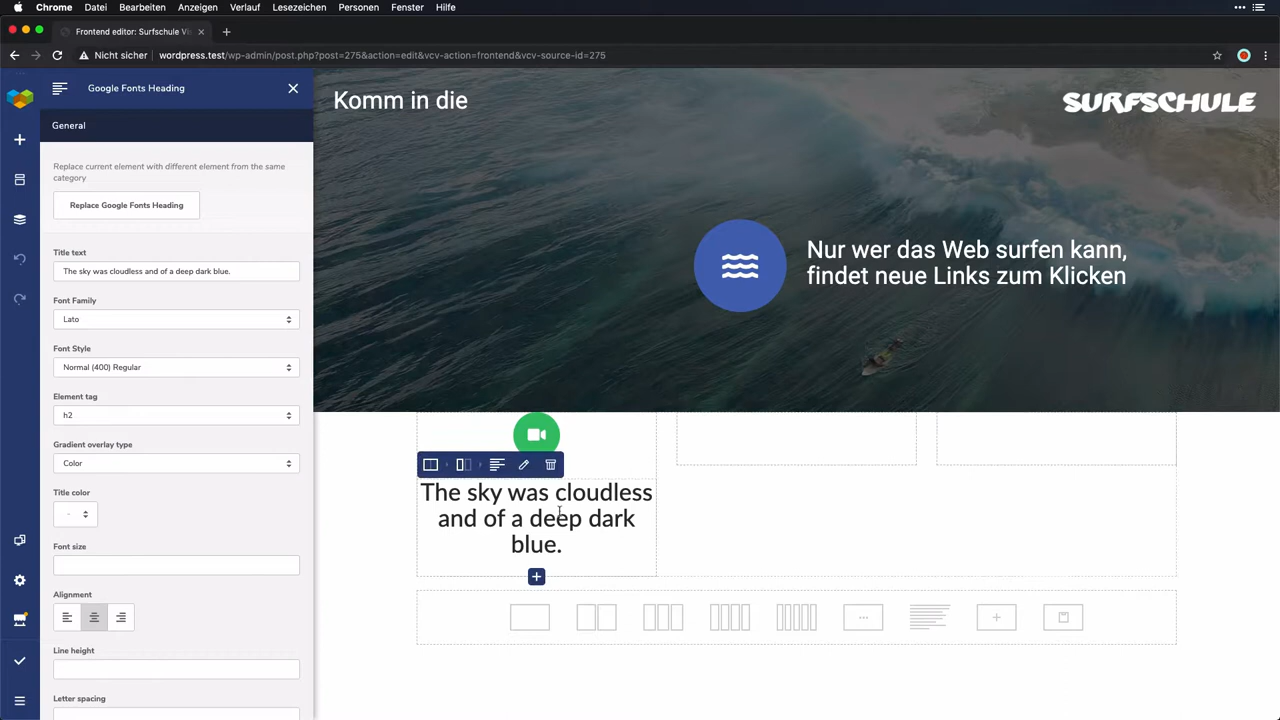 Chrome Datei Bearbeiten Anzeigen Verlauf Lesezeichen Personen Fenster Hilfe
Frontend editor: Surfschule
Nicht sicher wordpress.test/wp-admin/post.php?post=275&action=edit&vcv-action=frontend&vcv-source-id=275
Google Fonts Heading
General
Replace current element with different element from the same
category
Replace Google Fonts Heading
Title text
The sky was cloudless and of a deep dark blue.
Font Family
Lato
Font Style
Normal (400) Regular
Element tag
h2
Gradient overlay type
Color
Title color
Font size
Alignment
Line height
Letter spacing
Komm in die
SURFSCHULE
Nur wer das Web surfen kann,
findet neue Links zum Klicken
The sky was cloudless
and of a deep dark
blue.